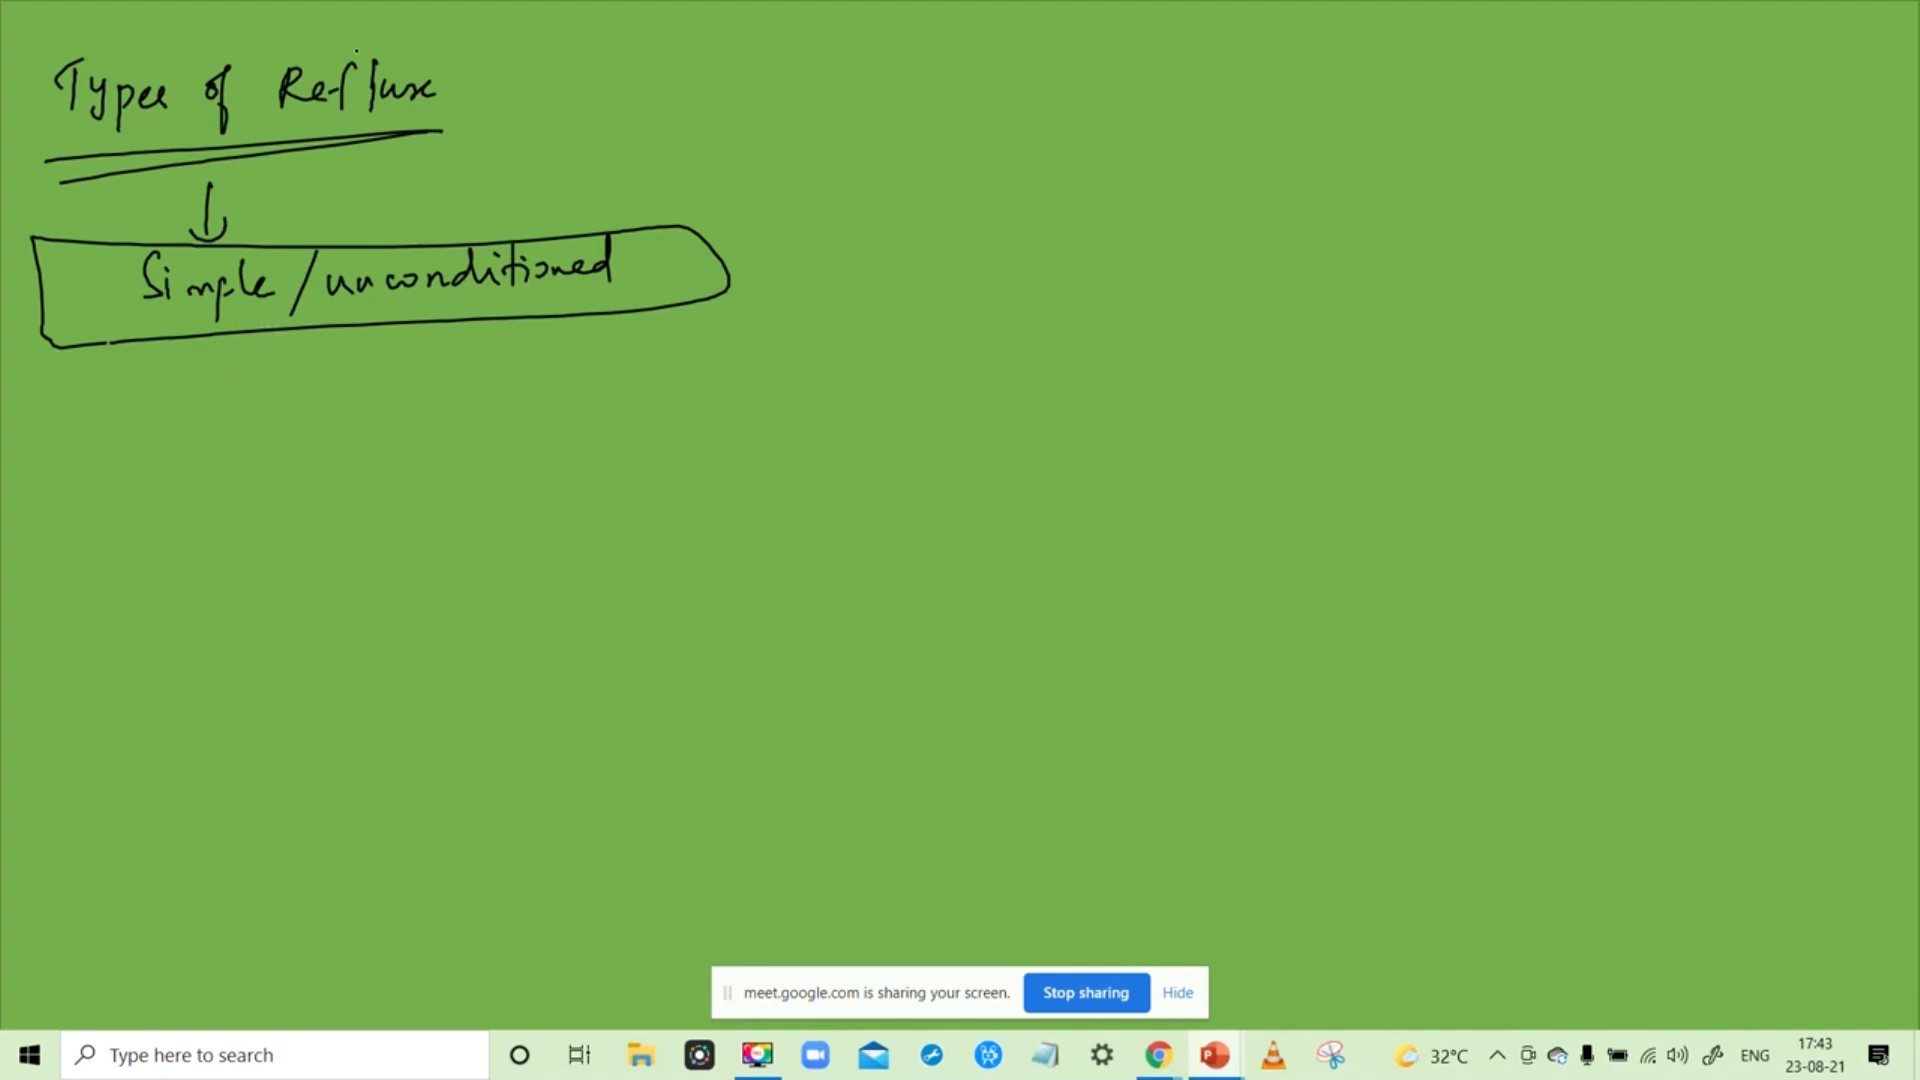 Types of Reflux
Simple/unconditioned
meet.google.com is sharing your screen. Stop sharing Hide
Type here to search
32°C ENG 17:43
23-08-21